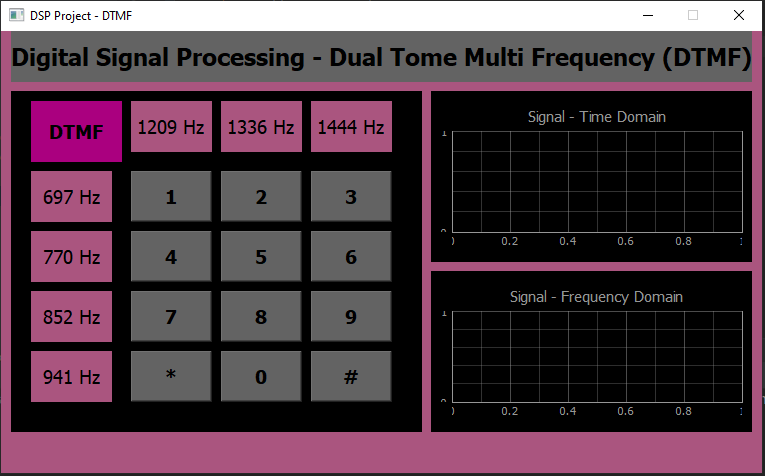 DSP Project - DTMF
Digital Signal Processing - Dual Tome Multi Frequency (DTMF)
DTMF 1209 Hz 1336 Hz 1444 Hz
697 Hz 1 2 3
770 Hz 4 5 6
852 Hz 7 8 9
941 Hz * 0 #
Signal - Time Domain
1
0
0 0.2 0.4 0.6 0.8 1
Signal - Frequency Domain
1
0
0 0.2 0.4 0.6 0.8 1